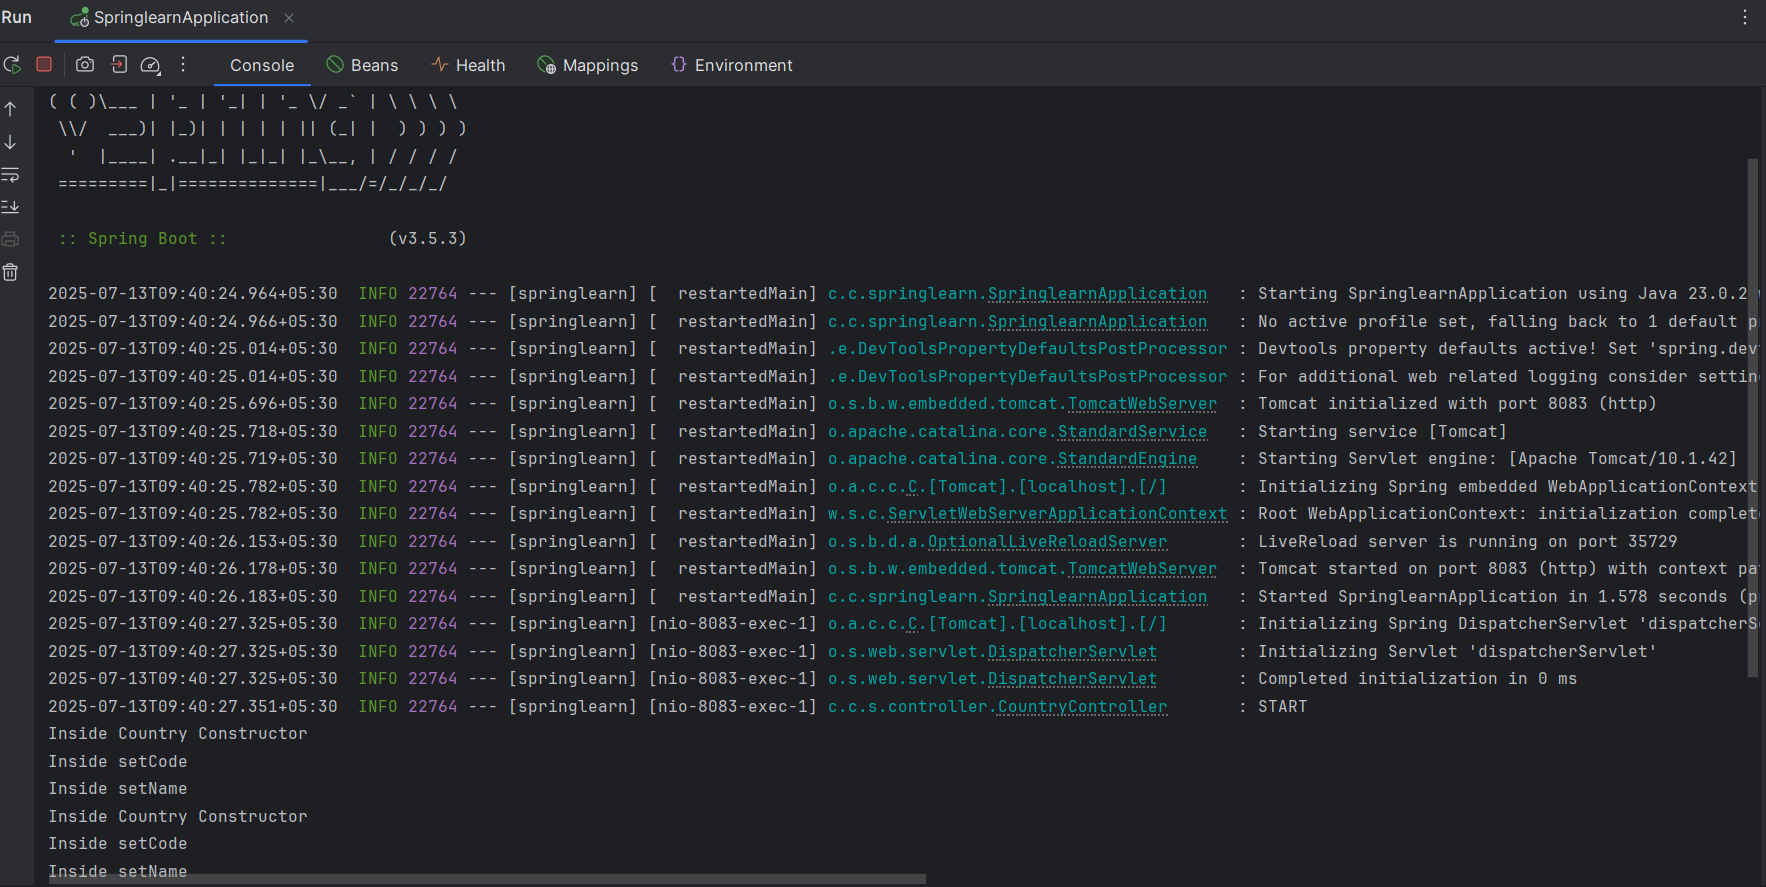 Run SpringlearnApplication
Console Beans Health Mappings Environment
( ( )\___ | '_ | '_| | '_ \/ _` | \ \ \ \
\\/  ___)| |_)| | | | | || (_| |  ) ) ) )
'  |____| .__|_| |_|_| |_\__, | / / / /
=========|_|==============|___/=/_/_/_/
:: Spring Boot :: (v3.5.3)
2025-07-13T09:40:24.964+05:30 INFO 22764 --- [springlearn] [ restartedMain] c.c.springlearn.SpringlearnApplication : Starting SpringlearnApplication using Java 23.0.2
2025-07-13T09:40:24.966+05:30 INFO 22764 --- [springlearn] [ restartedMain] c.c.springlearn.SpringlearnApplication : No active profile set, falling back to 1 default p
2025-07-13T09:40:25.014+05:30 INFO 22764 --- [springlearn] [ restartedMain] .e.DevToolsPropertyDefaultsPostProcessor : Devtools property defaults active! Set 'spring.dev
2025-07-13T09:40:25.014+05:30 INFO 22764 --- [springlearn] [ restartedMain] .e.DevToolsPropertyDefaultsPostProcessor : For additional web related logging consider settin
2025-07-13T09:40:25.696+05:30 INFO 22764 --- [springlearn] [ restartedMain] o.s.b.w.embedded.tomcat.TomcatWebServer : Tomcat initialized with port 8083 (http)
2025-07-13T09:40:25.718+05:30 INFO 22764 --- [springlearn] [ restartedMain] o.apache.catalina.core.StandardService : Starting service [Tomcat]
2025-07-13T09:40:25.719+05:30 INFO 22764 --- [springlearn] [ restartedMain] o.apache.catalina.core.StandardEngine : Starting Servlet engine: [Apache Tomcat/10.1.42]
2025-07-13T09:40:25.782+05:30 INFO 22764 --- [springlearn] [ restartedMain] o.a.c.c.C.[Tomcat].[localhost].[/] : Initializing Spring embedded WebApplicationContext
2025-07-13T09:40:25.782+05:30 INFO 22764 --- [springlearn] [ restartedMain] w.s.c.ServletWebServerApplicationContext : Root WebApplicationContext: initialization complet
2025-07-13T09:40:26.153+05:30 INFO 22764 --- [springlearn] [ restartedMain] o.s.b.d.a.OptionalLiveReloadServer : LiveReload server is running on port 35729
2025-07-13T09:40:26.178+05:30 INFO 22764 --- [springlearn] [ restartedMain] o.s.b.w.embedded.tomcat.TomcatWebServer : Tomcat started on port 8083 (http) with context pa
2025-07-13T09:40:26.183+05:30 INFO 22764 --- [springlearn] [ restartedMain] c.c.springlearn.SpringlearnApplication : Started SpringlearnApplication in 1.578 seconds (p
2025-07-13T09:40:27.325+05:30 INFO 22764 --- [springlearn] [nio-8083-exec-1] o.a.c.c.C.[Tomcat].[localhost].[/] : Initializing Spring DispatcherServlet 'dispatcherS
2025-07-13T09:40:27.325+05:30 INFO 22764 --- [springlearn] [nio-8083-exec-1] o.s.web.servlet.DispatcherServlet : Initializing Servlet 'dispatcherServlet'
2025-07-13T09:40:27.325+05:30 INFO 22764 --- [springlearn] [nio-8083-exec-1] o.s.web.servlet.DispatcherServlet : Completed initialization in 0 ms
2025-07-13T09:40:27.351+05:30 INFO 22764 --- [springlearn] [nio-8083-exec-1] c.c.s.controller.CountryController : START
Inside Country Constructor
Inside setCode
Inside setName
Inside Country Constructor
Inside setCode
Inside setName